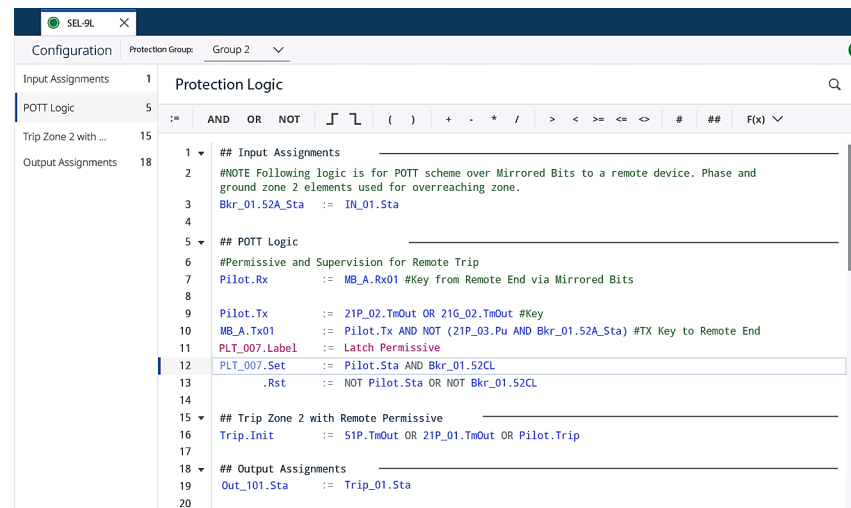 SEL-9L
Configuration Protection Group: Group 2
Input Assignments 1
POTT Logic 5
Trip Zone 2 with ... 15
Output Assignments 18
Protection Logic
:= AND OR NOT ( ) + - * / > < >= <= <> # ## F(x)
1 ## Input Assignments
2 #NOTE Following logic is for POTT scheme over Mirrored Bits to a remote device. Phase and
ground zone 2 elements used for overreaching zone.
3 Bkr_01.52A_Sta := IN_01.Sta
4
5 ## POTT Logic
6 #Permissive and Supervision for Remote Trip
7 Pilot.Rx := MB_A.Rx01 #Key from Remote End via Mirrored Bits
8
9 Pilot.Tx := 21P_02.TmOut OR 21G_02.TmOut #Key
10 MB_A.Tx01 := Pilot.Tx AND NOT (21P_03.Pu AND Bkr_01.52A_Sta) #TX Key to Remote End
11 PLT_007.Label := Latch Permissive
12 PLT_007.Set := Pilot.Sta AND Bkr_01.52CL
13 .Rst := NOT Pilot.Sta OR NOT Bkr_01.52CL
14
15 ## Trip Zone 2 with Remote Permissive
16 Trip.Init := 51P.TmOut OR 21P_01.TmOut OR Pilot.Trip
17
18 ## Output Assignments
19 Out_101.Sta := Trip_01.Sta
20